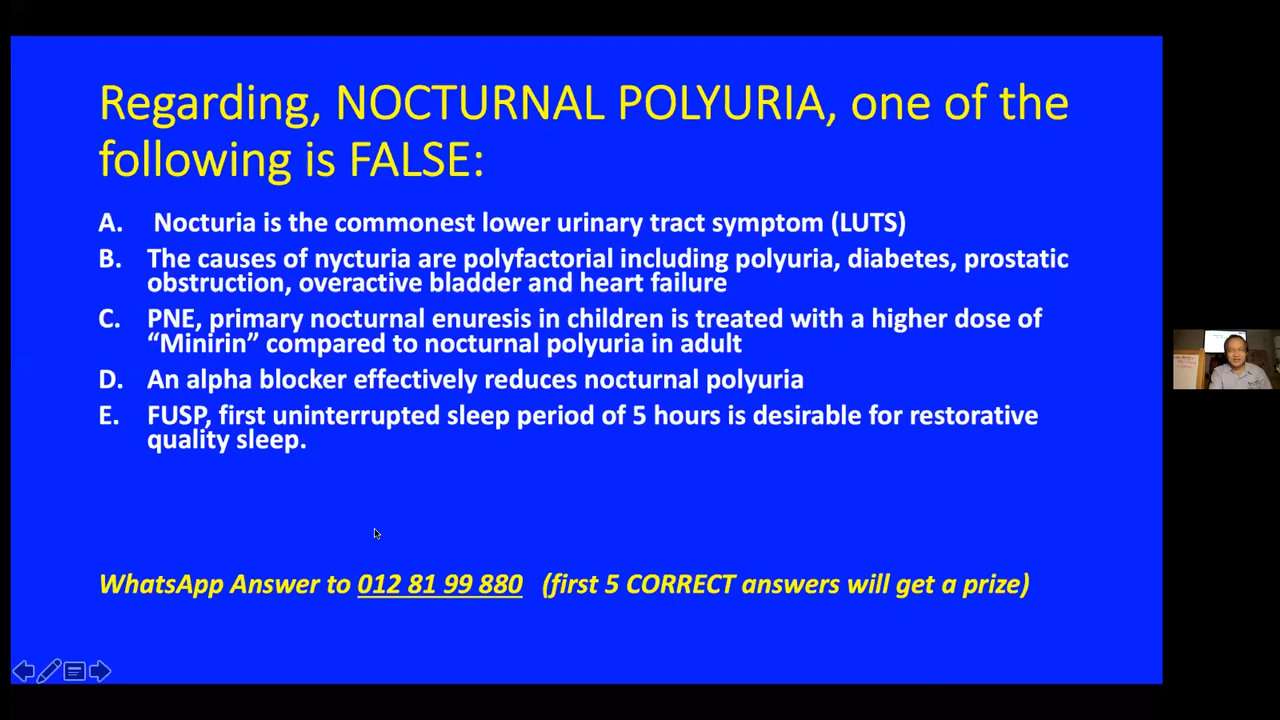 Regarding, NOCTURNAL POLYURIA, one of the
following is FALSE:
A. Nocturia is the commonest lower urinary tract symptom (LUTS)
B. The causes of nycturia are polyfactorial including polyuria, diabetes, prostatic
obstruction, overactive bladder and heart failure
C. PNE, primary nocturnal enuresis in children is treated with a higher dose of
“Minirin” compared to nocturnal polyuria in adult
D. An alpha blocker effectively reduces nocturnal polyuria
E. FUSP, first uninterrupted sleep period of 5 hours is desirable for restorative
quality sleep.
WhatsApp Answer to 012 81 99 880 (first 5 CORRECT answers will get a prize)